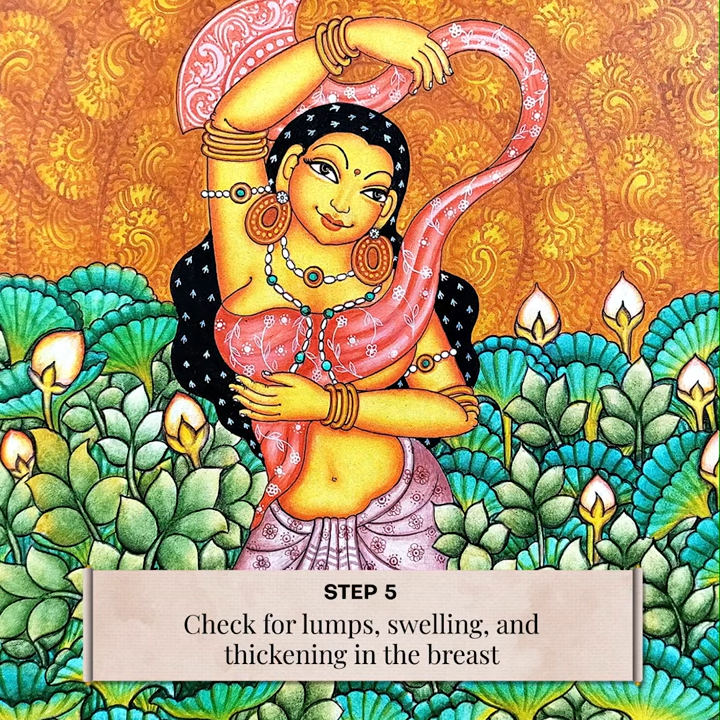 STEP 5
Check for lumps, swelling, and
thickening in the breast